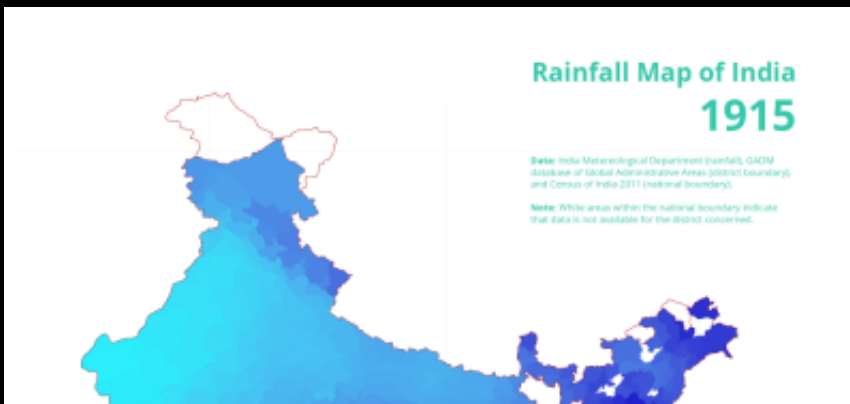 Rainfall Map of India
1915
Data: India Metereological Department (rainfall), GADM
database of Global Administrative Areas (district boundary),
and Census of India 2011 (national boundary).
Note: White areas within the national boundary indicate
that data is not available for the district concerned.